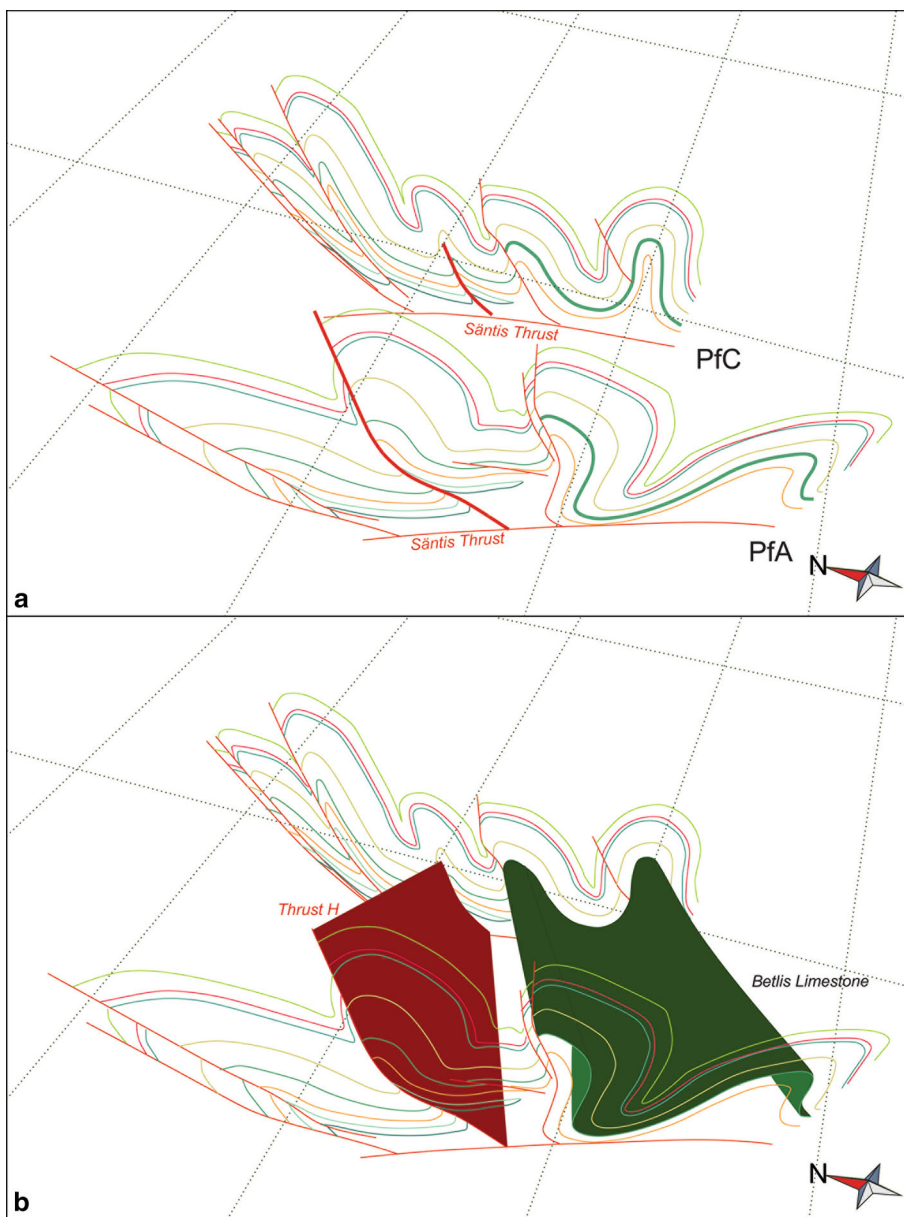 Säntis Thrust
PfC
Säntis Thrust
PfA
N
a
Thrust H
Betlis Limestone
N
b